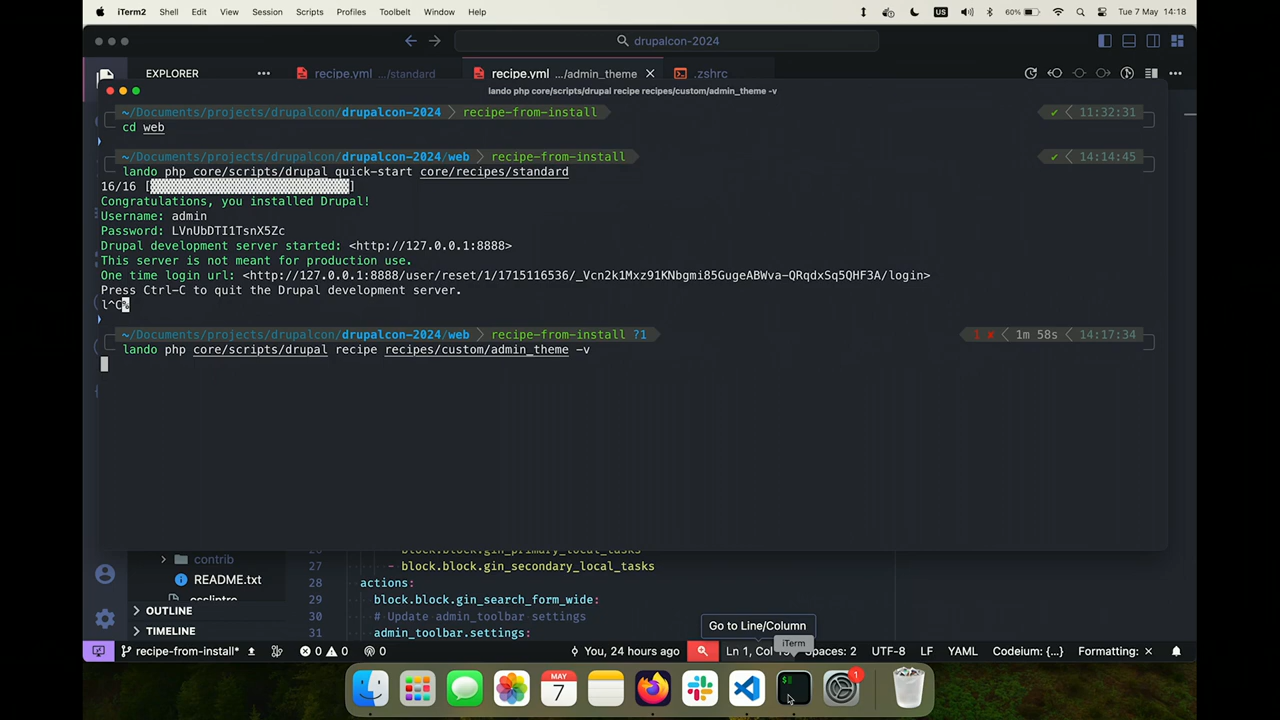 iTerm2 Shell Edit View Session Scripts Profiles Toolbelt Window Help US 60% Tue 7 May 14:18
drupalcon-2024
EXPLORER recipe.yml .../standard recipe.yml .../admin_theme .zshrc
lando php core/scripts/drupal recipe recipes/custom/admin_theme -v
~/Documents/projects/drupalcon-2024 recipe-from-install ✔ 11:32:31
cd web
~/Documents/projects/drupalcon-2024/web recipe-from-install ✔ 14:14:45
lando php core/scripts/drupal quick-start core/recipes/standard
16/16 [▓▓▓▓▓▓▓▓▓▓▓▓▓▓▓▓▓▓▓▓▓▓▓▓▓▓▓▓]
Congratulations, you installed Drupal!
Username: admin
Password: LVnUbDTI1TsnX5Zc
Drupal development server started: <http://127.0.0.1:8888>
This server is not meant for production use.
One time login url: <http://127.0.0.1:8888/user/reset/1/1715116536/_Vcn2k1Mxz91KNbgmi85GugeABWva-QRqdxSq5QHF3A/login>
Press Ctrl-C to quit the Drupal development server.
l^C%
~/Documents/projects/drupalcon-2024/web recipe-from-install ?1 1 ✘ 1m 58s 14:17:34
lando php core/scripts/drupal recipe recipes/custom/admin_theme -v
- block.block.gin_primary_local_tasks
contrib 27 - block.block.gin_secondary_local_tasks
README.txt 28 actions:
29 block.block.gin_search_form_wide:
OUTLINE 30 # Update admin_toolbar settings
TIMELINE 31 admin_toolbar.settings:
Go to Line/Column
iTerm
recipe-from-install* 0 0 0 You, 24 hours ago Ln 1, Col Spaces: 2 UTF-8 LF YAML Codeium: {...} Formatting: ×
MAY
7
1